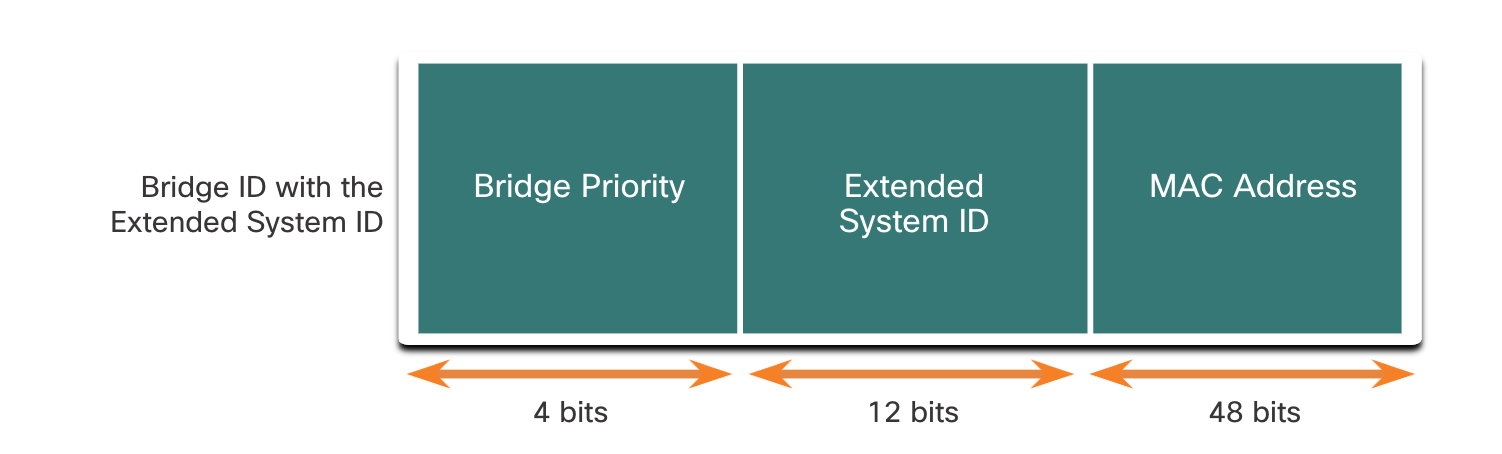 Bridge ID with the
Extended System ID
Bridge Priority
Extended
System ID
MAC Address
4 bits
12 bits
48 bits